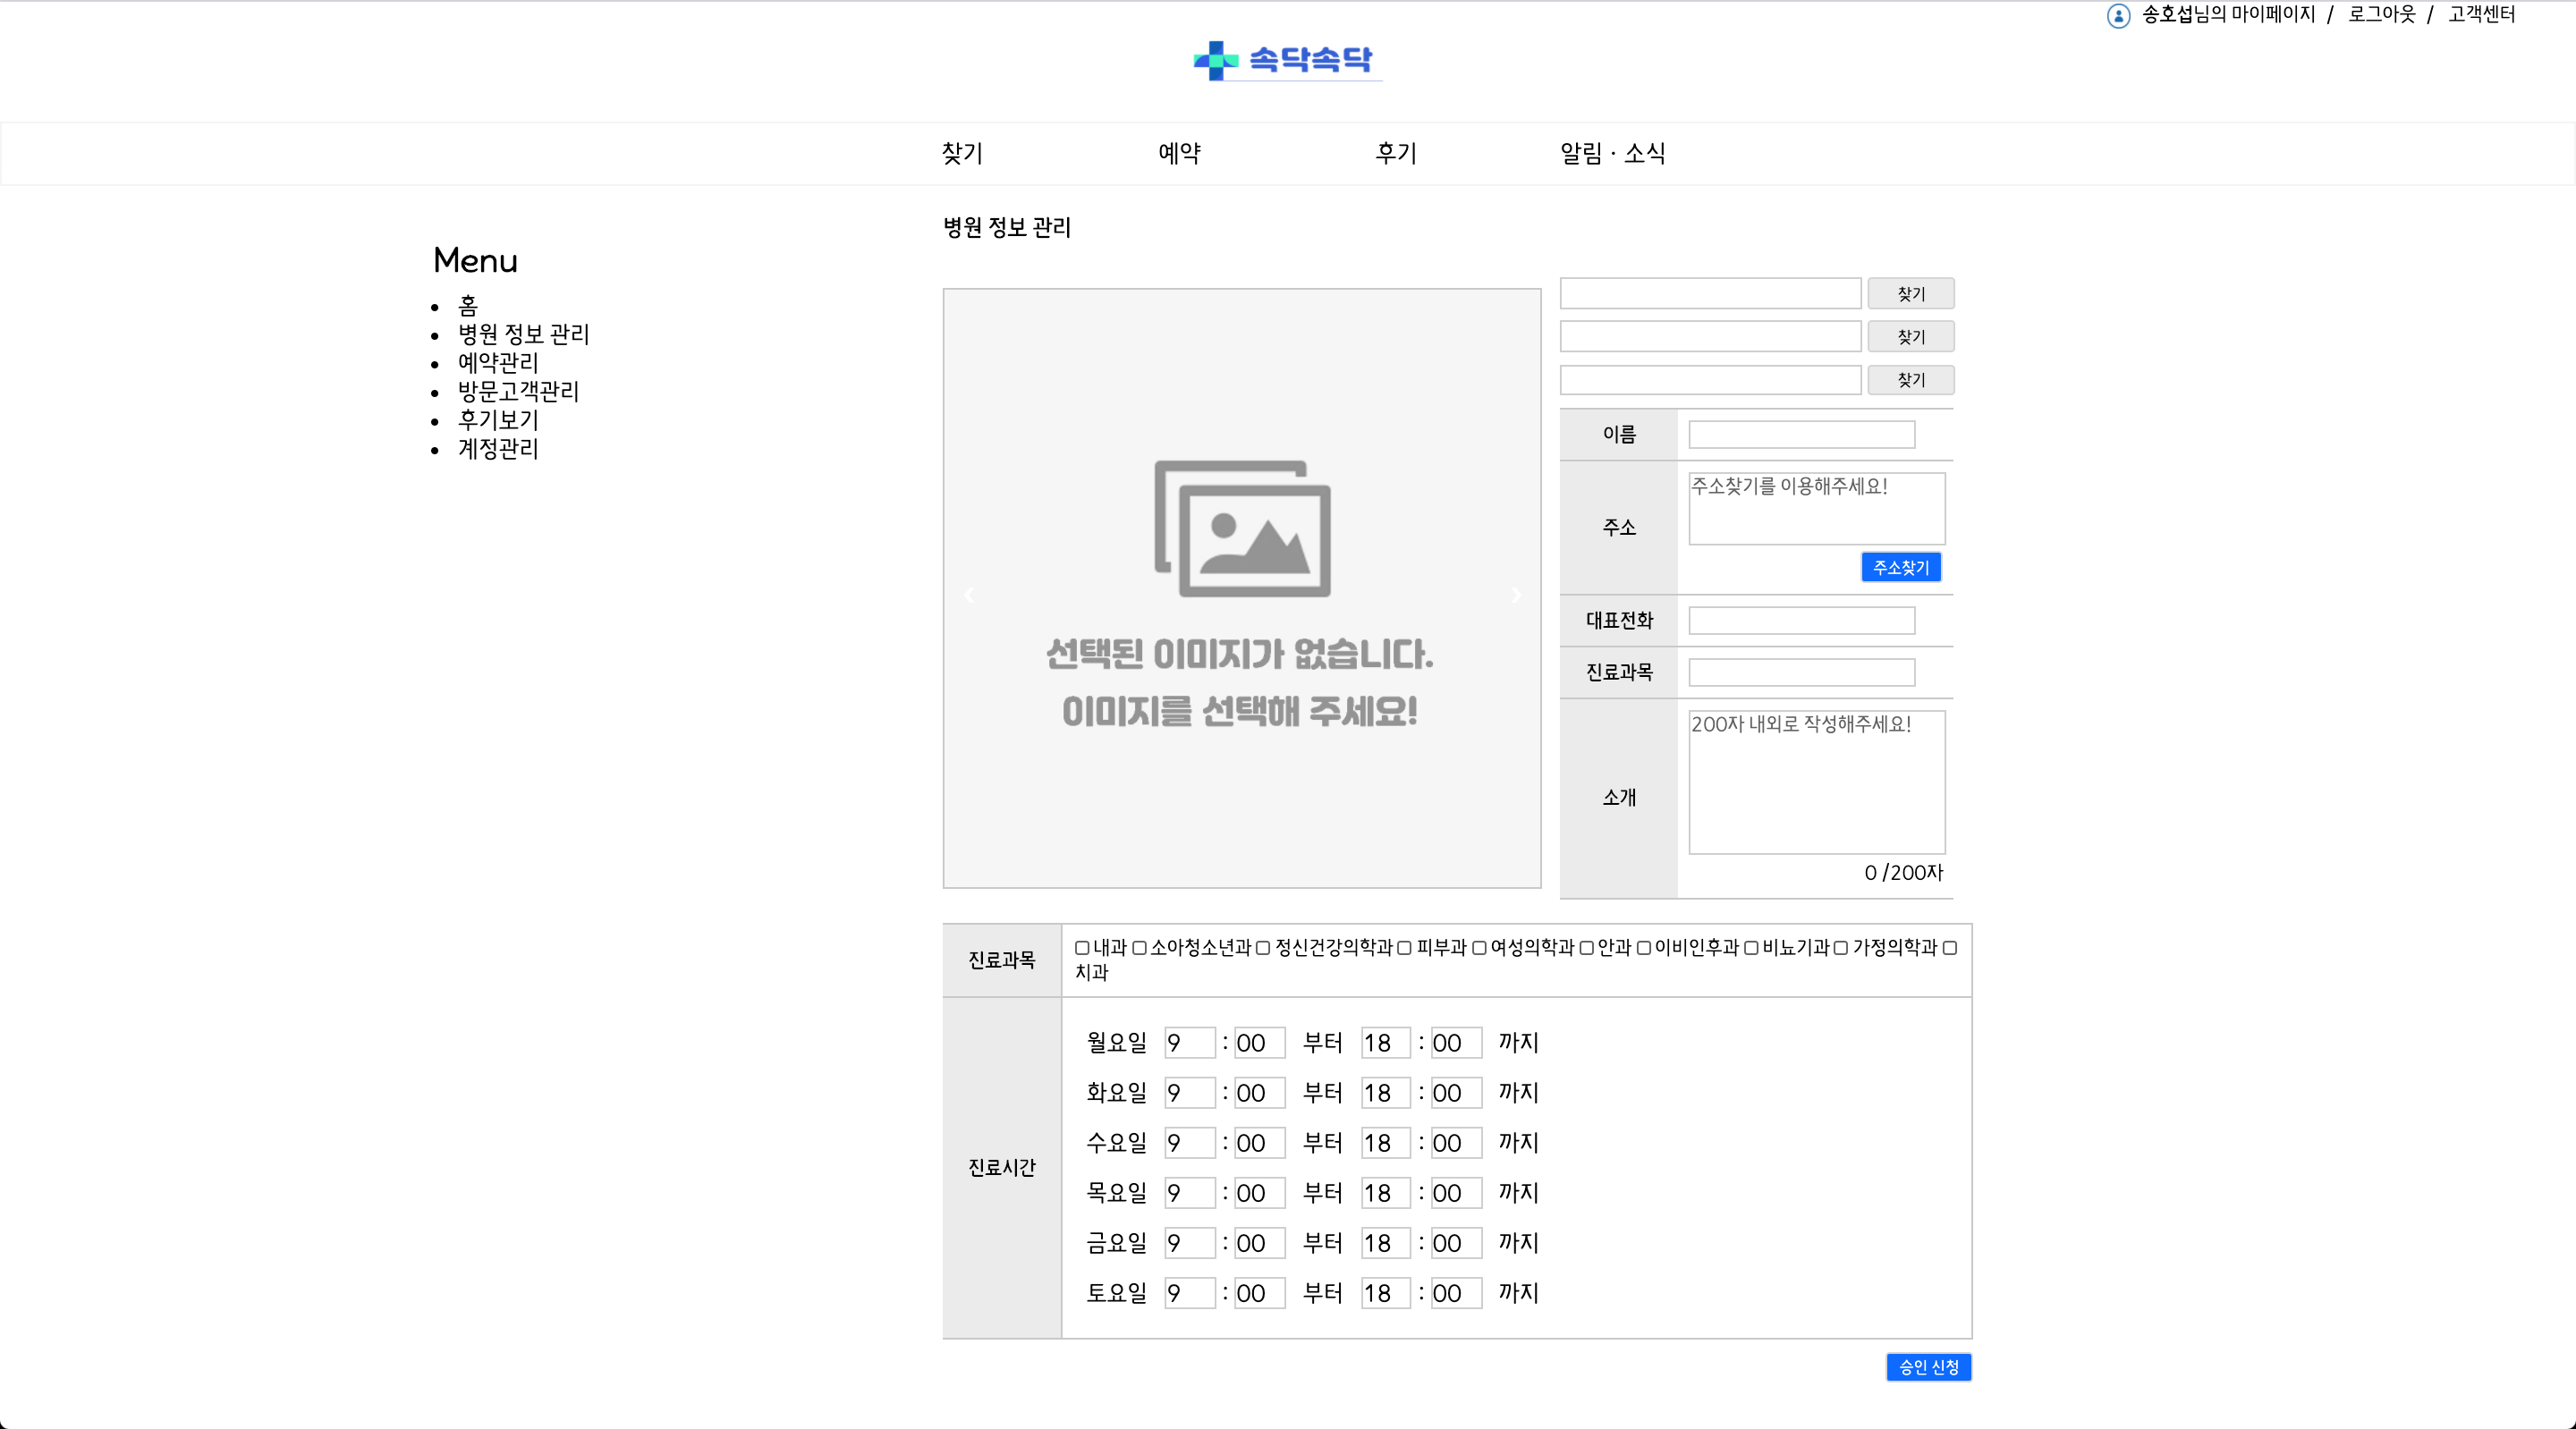 송호섭님의 마이페이지 / 로그아웃 / 고객센터
속닥속닥
찾기 예약 후기 알림 · 소식
병원 정보 관리
Menu
홈
병원 정보 관리
예약관리
방문고객관리
후기보기
계정관리
선택된 이미지가 없습니다.
이미지를 선택해 주세요!
찾기
찾기
찾기
이름
주소 주소찾기를 이용해주세요!
주소찾기
대표전화
진료과목
소개 200자 내외로 작성해주세요!
0 /200자
진료과목 내과 소아청소년과 정신건강의학과 피부과 여성의학과 안과 이비인후과 비뇨기과 가정의학과
치과
진료시간
월요일 9 : 00 부터 18 : 00 까지
화요일 9 : 00 부터 18 : 00 까지
수요일 9 : 00 부터 18 : 00 까지
목요일 9 : 00 부터 18 : 00 까지
금요일 9 : 00 부터 18 : 00 까지
토요일 9 : 00 부터 18 : 00 까지
승인 신청